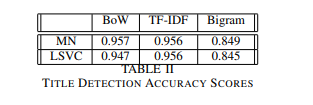 BoW TF-IDF Bigram
MN 0.957 0.956 0.849
LSVC 0.947 0.956 0.845
TABLE II
TITLE DETECTION ACCURACY SCORES